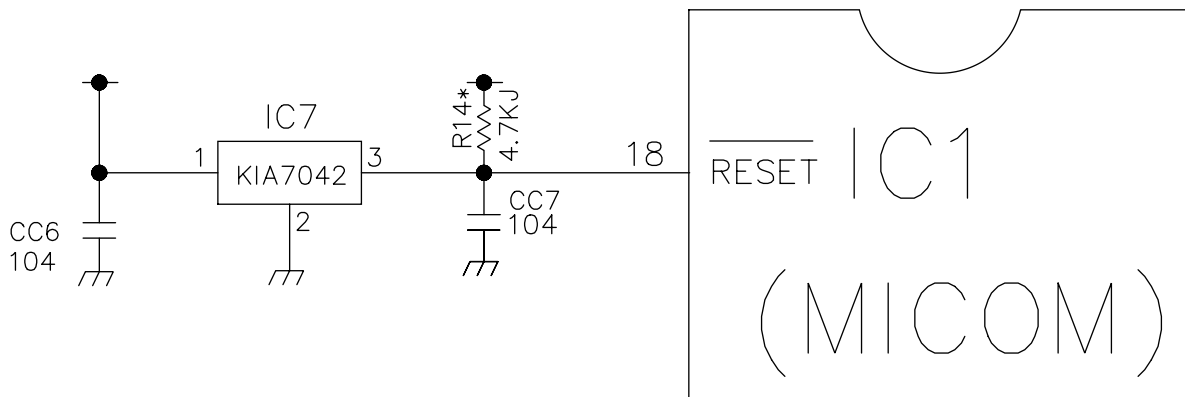 IC7
1
KIA7042
3
2
CC6
104
R14*
4.7KJ
CC7
104
18
RESET
IC1
(MICOM)